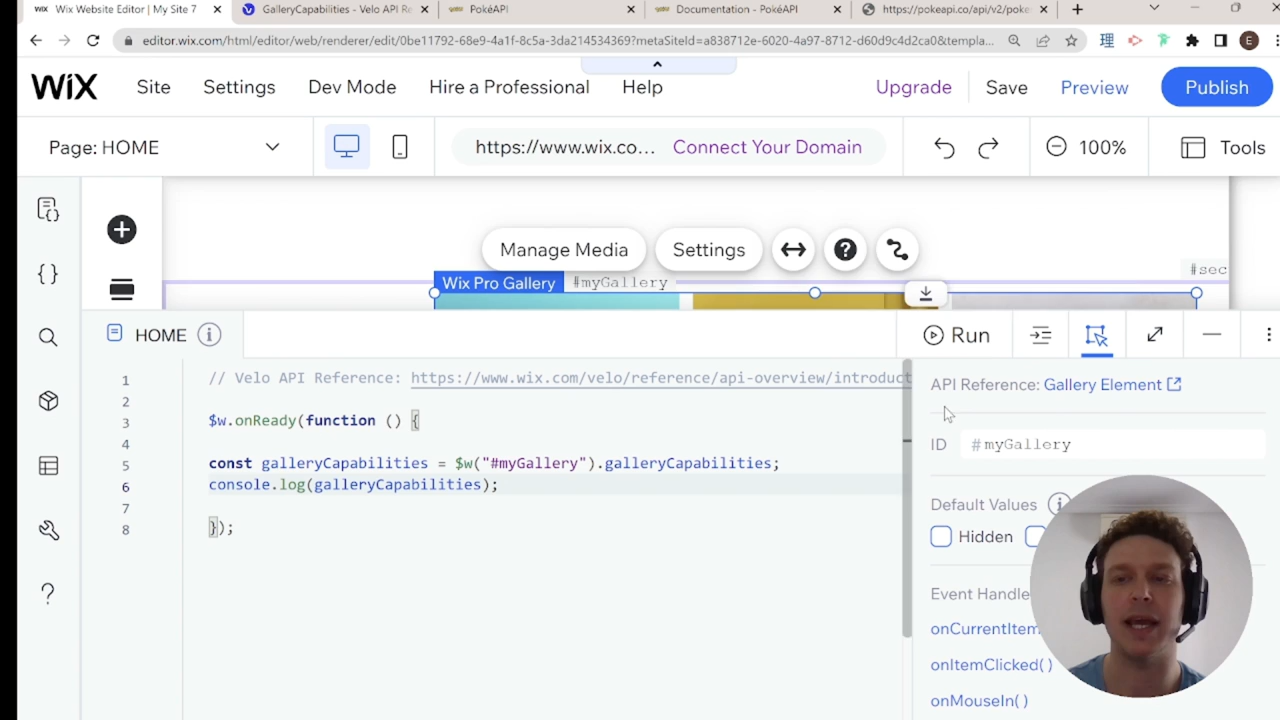 WiX Wix Website Editor | My Site 7 × GalleryCapabilities - Velo API Re × PokéAPI × Documentation - PokéAPI × https://pokeapi.co/api/v2/poke × +
editor.wix.com/html/editor/web/renderer/edit/0be11792-68e9-4a1f-8c5a-3da214534369?metaSiteId=a838712e-6020-4a97-8712-d60d9c4d2ca0&templa... 理 E
WiX Site Settings Dev Mode Hire a Professional Help Upgrade Save Preview Publish
Page: HOME https://www.wix.co... Connect Your Domain 100% Tools
Manage Media Settings ?
#sec
Wix Pro Gallery #myGallery
HOME i Run
1 // Velo API Reference: https://www.wix.com/velo/reference/api-overview/introduct
2
3 $w.onReady(function () {
4
5 const galleryCapabilities = $w("#myGallery").galleryCapabilities;
6 console.log(galleryCapabilities);
7
8 });
API Reference: Gallery Element
ID #myGallery
Default Values i
Hidden
Event Handle
onCurrentItem
onItemClicked()
onMouseIn()